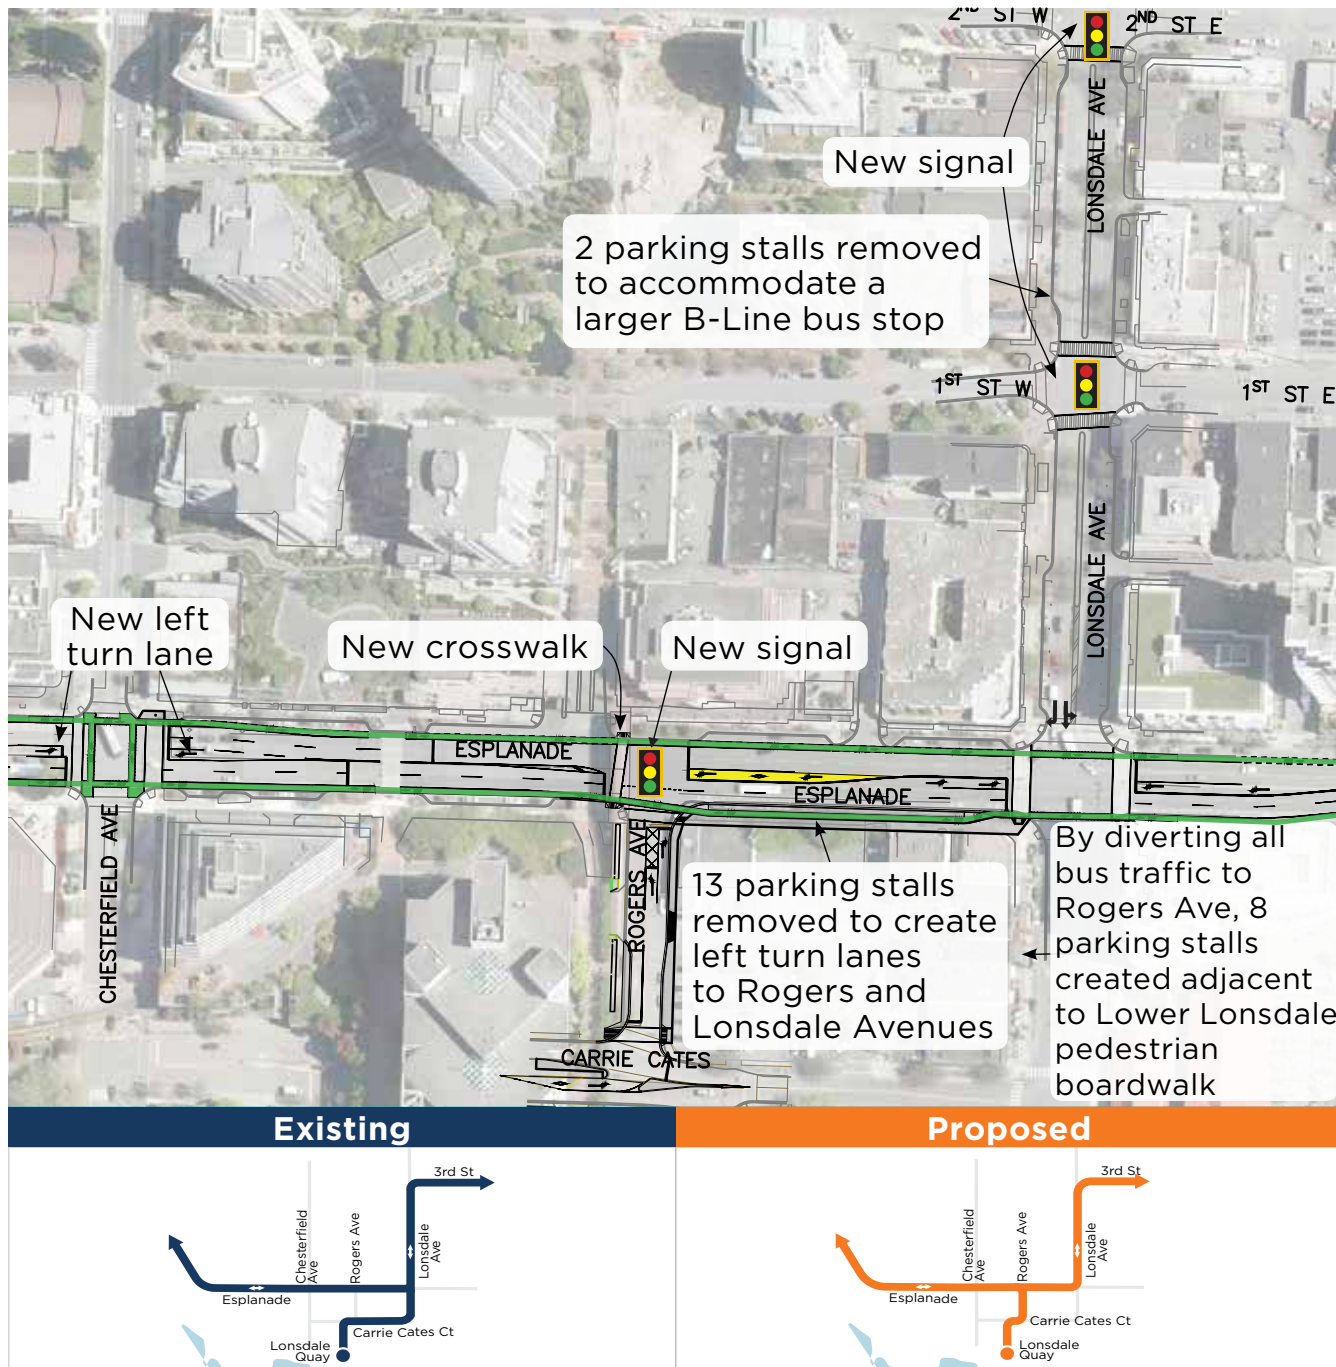 2ND ST W
2ND ST E
LONSDALE AVE
New signal
2 parking stalls removed
to accommodate a
larger B-Line bus stop
1ST ST W
1ST ST E
LONSDALE AVE
LONSDALE AVE
New left
turn lane
New crosswalk
New signal
ESPLANADE
ESPLANADE
CHESTERFIELD AVE
ROGERS AVE
13 parking stalls
removed to create
left turn lanes
to Rogers and
Lonsdale Avenues
By diverting all
bus traffic to
Rogers Ave, 8
parking stalls
created adjacent
to Lower Lonsdale
pedestrian
boardwalk
CARRIE CATES
Existing
3rd St
Chesterfield
Ave
Rogers Ave
Lonsdale
Ave
Esplanade
Carrie Cates Ct
Lonsdale
Quay
Proposed
3rd St
Chesterfield
Ave
Rogers Ave
Lonsdale
Ave
Esplanade
Carrie Cates Ct
Lonsdale
Quay